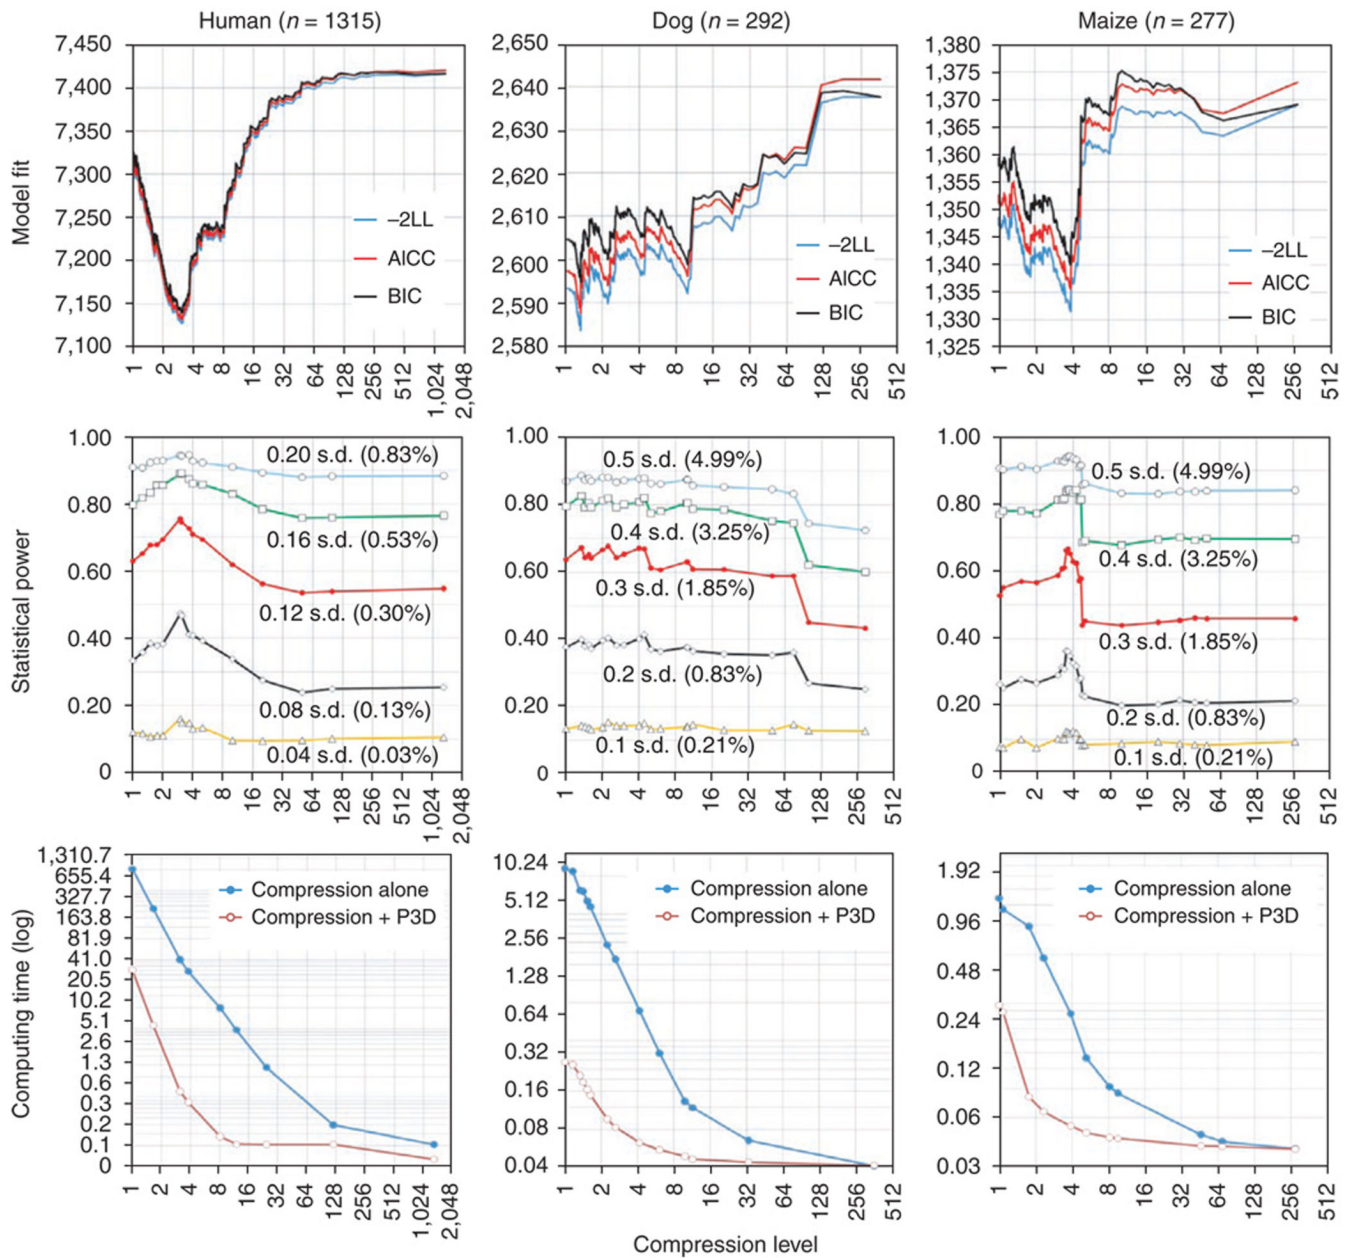 Human (n = 1315)
Dog (n = 292)
Maize (n = 277)
Model fit
7,450
7,400
7,350
7,300
7,250
7,200
7,150
7,100
–2LL
AICC
BIC
1 2 4 8 16 32 64 128 256 512 1,024 2,048
2,650
2,640
2,630
2,620
2,610
2,600
2,590
2,580
–2LL
AICC
BIC
1 2 4 8 16 32 64 128 256 512
1,380
1,375
1,370
1,365
1,360
1,355
1,350
1,345
1,340
1,335
1,330
1,325
–2LL
AICC
BIC
1 2 4 8 16 32 64 128 256 512
Statistical power
1.00
0.80
0.60
0.40
0.20
0
0.20 s.d. (0.83%)
0.16 s.d. (0.53%)
0.12 s.d. (0.30%)
0.08 s.d. (0.13%)
0.04 s.d. (0.03%)
1 2 4 8 16 32 64 128 256 512 1,024 2,048
1.00
0.80
0.60
0.40
0.20
0
0.5 s.d. (4.99%)
0.4 s.d. (3.25%)
0.3 s.d. (1.85%)
0.2 s.d. (0.83%)
0.1 s.d. (0.21%)
1 2 4 8 16 32 64 128 256 512
1.00
0.80
0.60
0.40
0.20
0
0.5 s.d. (4.99%)
0.4 s.d. (3.25%)
0.3 s.d. (1.85%)
0.2 s.d. (0.83%)
0.1 s.d. (0.21%)
1 2 4 8 16 32 64 128 256 512
Computing time (log)
1,310.7
655.4
327.7
163.8
81.9
41.0
20.5
10.2
5.1
2.6
1.3
0.6
0.3
0.2
0.1
0
Compression alone
Compression + P3D
1 2 4 8 16 32 64 128 256 512 1,024 2,048
10.24
5.12
2.56
1.28
0.64
0.32
0.16
0.08
0.04
Compression alone
Compression + P3D
1 2 4 8 16 32 64 128 256 512
1.92
0.96
0.48
0.24
0.12
0.06
0.03
Compression alone
Compression + P3D
1 2 4 8 16 32 64 128 256 512
Compression level